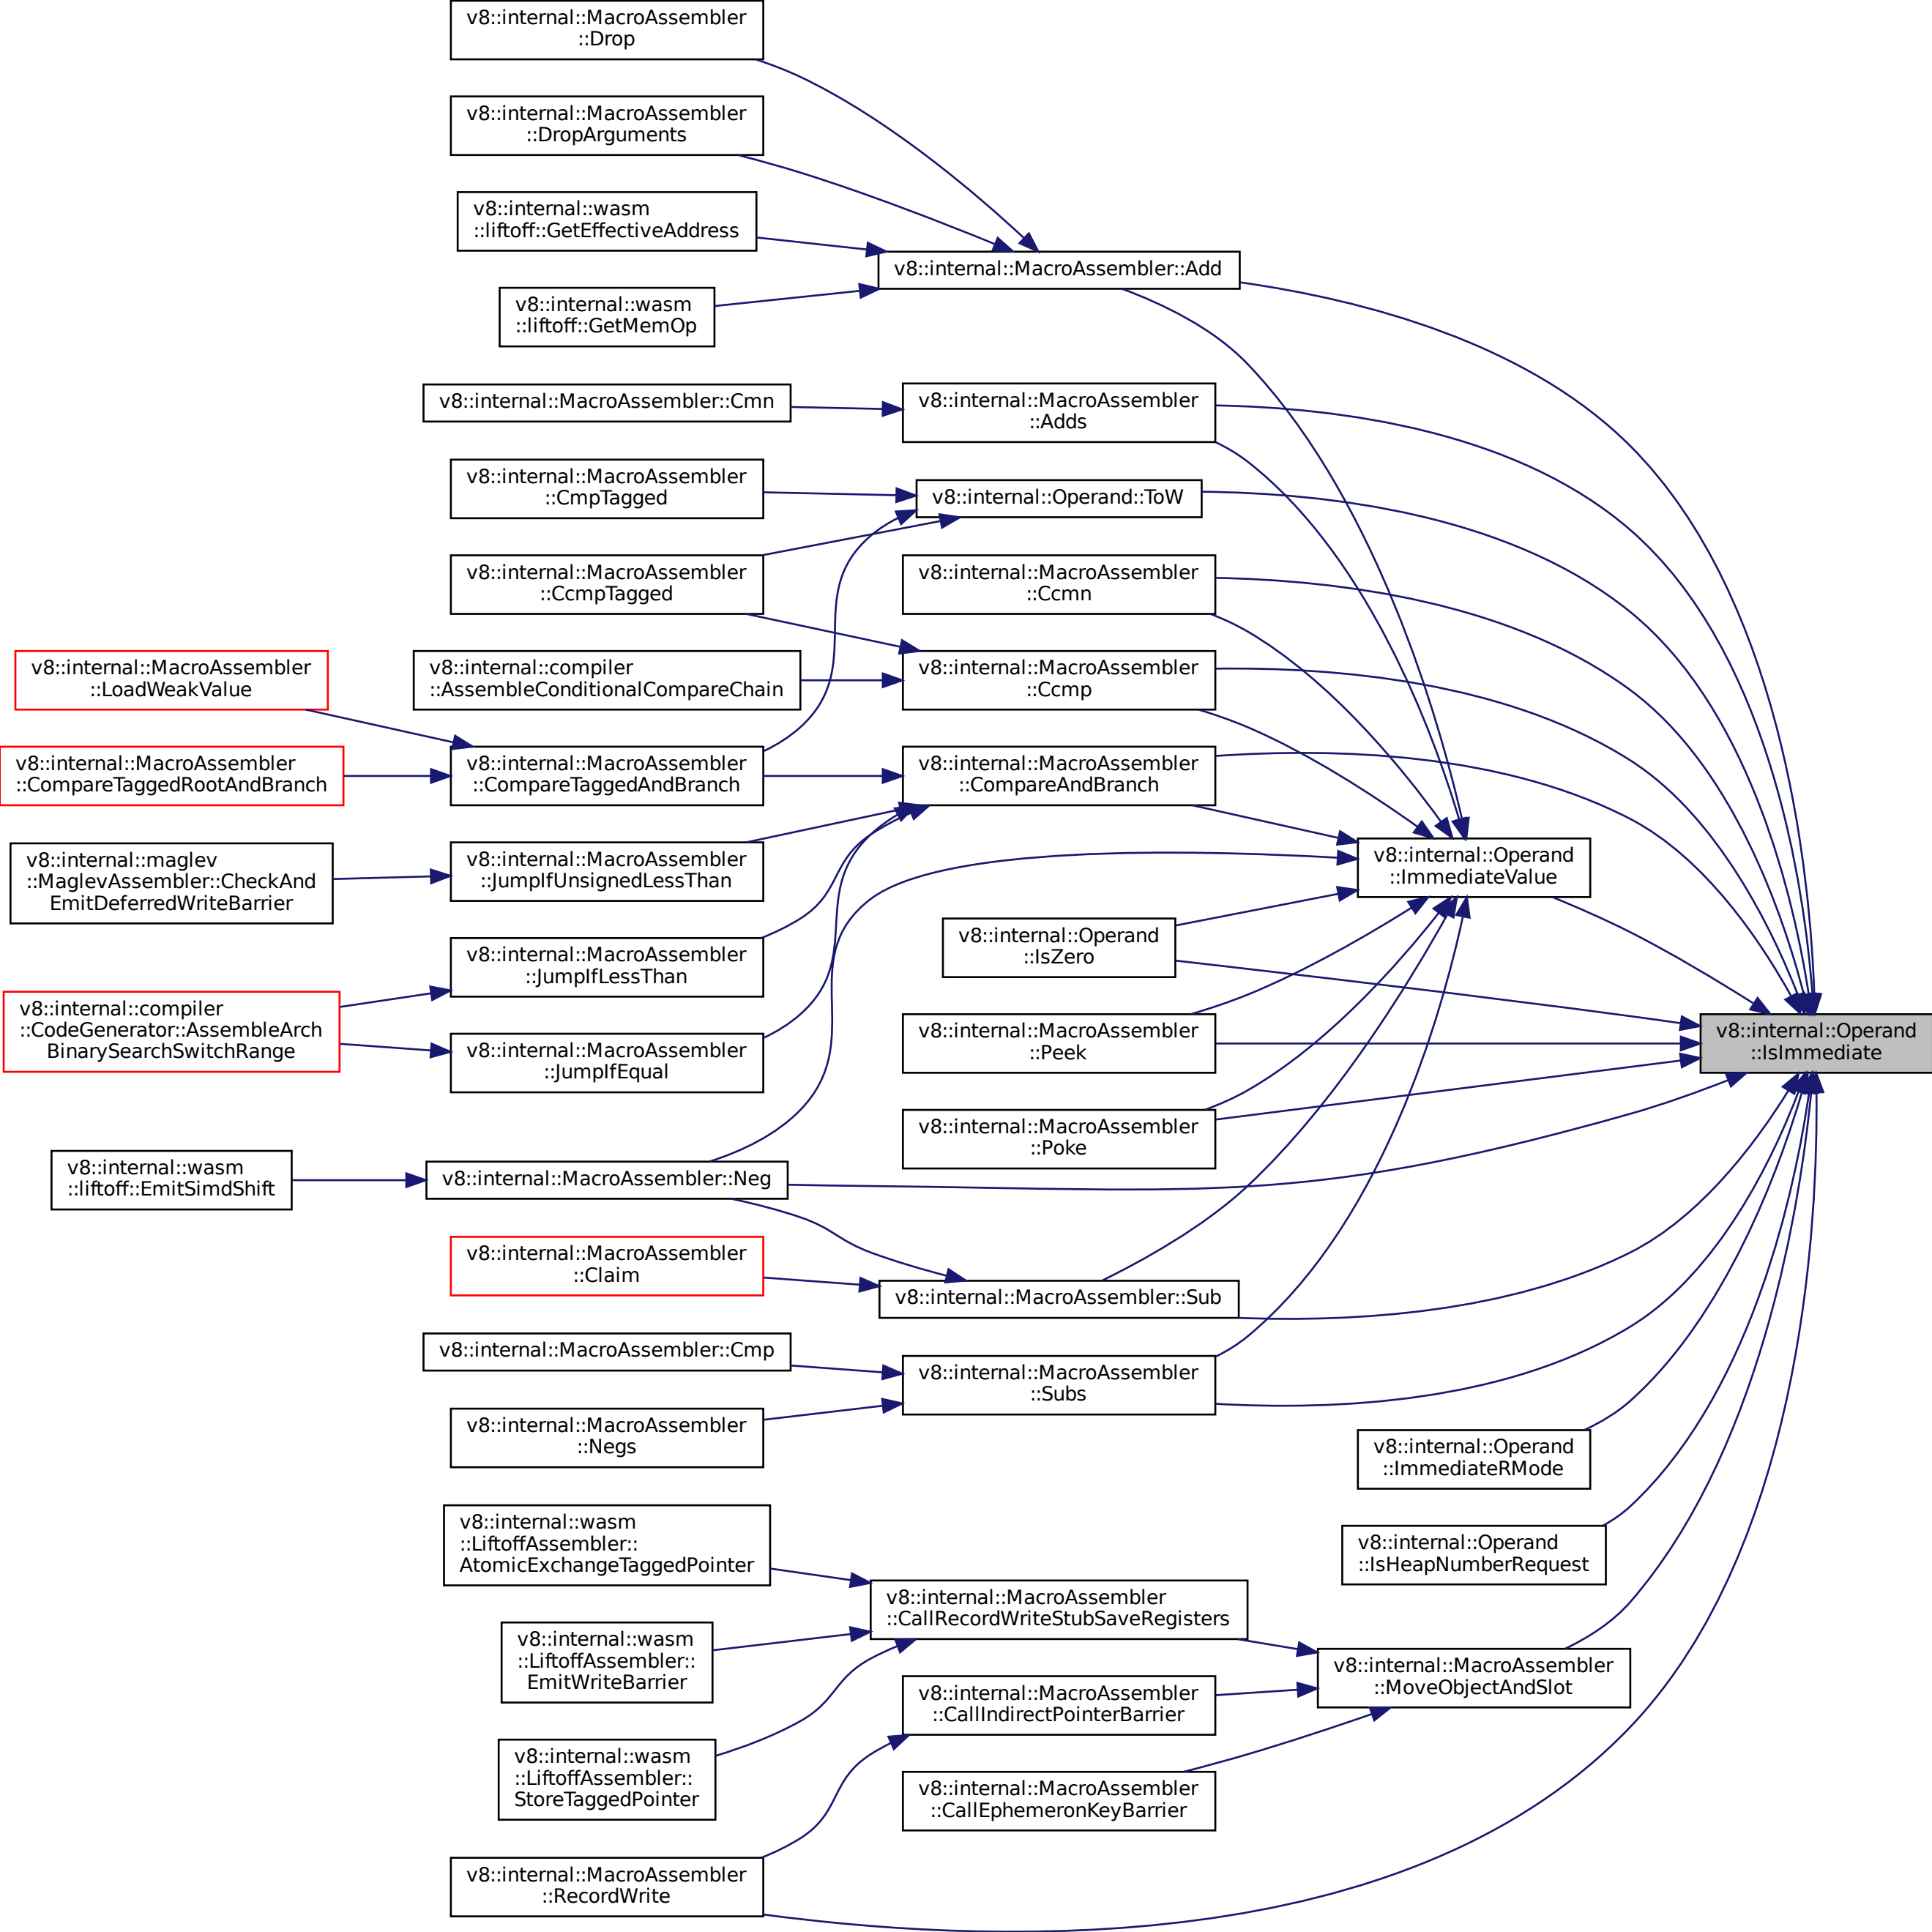 v8::internal::MacroAssembler
::Drop
v8::internal::MacroAssembler
::DropArguments
v8::internal::wasm
::liftoff::GetEffectiveAddress
v8::internal::MacroAssembler::Add
v8::internal::wasm
::liftoff::GetMemOp
v8::internal::MacroAssembler::Cmn
v8::internal::MacroAssembler
::Adds
v8::internal::MacroAssembler
::CmpTagged
v8::internal::Operand::ToW
v8::internal::MacroAssembler
::CcmpTagged
v8::internal::MacroAssembler
::Ccmn
v8::internal::MacroAssembler
::LoadWeakValue
v8::internal::compiler
::AssembleConditionalCompareChain
v8::internal::MacroAssembler
::Ccmp
v8::internal::MacroAssembler
::CompareTaggedRootAndBranch
v8::internal::MacroAssembler
::CompareTaggedAndBranch
v8::internal::MacroAssembler
::CompareAndBranch
v8::internal::maglev
::MaglevAssembler::CheckAnd
EmitDeferredWriteBarrier
v8::internal::MacroAssembler
::JumpIfUnsignedLessThan
v8::internal::Operand
::ImmediateValue
v8::internal::Operand
::IsZero
v8::internal::MacroAssembler
::JumpIfLessThan
v8::internal::compiler
::CodeGenerator::AssembleArch
BinarySearchSwitchRange
v8::internal::MacroAssembler
::JumpIfEqual
v8::internal::MacroAssembler
::Peek
v8::internal::Operand
::IsImmediate
v8::internal::MacroAssembler
::Poke
v8::internal::wasm
::liftoff::EmitSimdShift
v8::internal::MacroAssembler::Neg
v8::internal::MacroAssembler
::Claim
v8::internal::MacroAssembler::Sub
v8::internal::MacroAssembler::Cmp
v8::internal::MacroAssembler
::Subs
v8::internal::MacroAssembler
::Negs
v8::internal::Operand
::ImmediateRMode
v8::internal::wasm
::LiftoffAssembler::
AtomicExchangeTaggedPointer
v8::internal::Operand
::IsHeapNumberRequest
v8::internal::MacroAssembler
::CallRecordWriteStubSaveRegisters
v8::internal::wasm
::LiftoffAssembler::
EmitWriteBarrier
v8::internal::MacroAssembler
::MoveObjectAndSlot
v8::internal::MacroAssembler
::CallIndirectPointerBarrier
v8::internal::wasm
::LiftoffAssembler::
StoreTaggedPointer
v8::internal::MacroAssembler
::CallEphemeronKeyBarrier
v8::internal::MacroAssembler
::RecordWrite